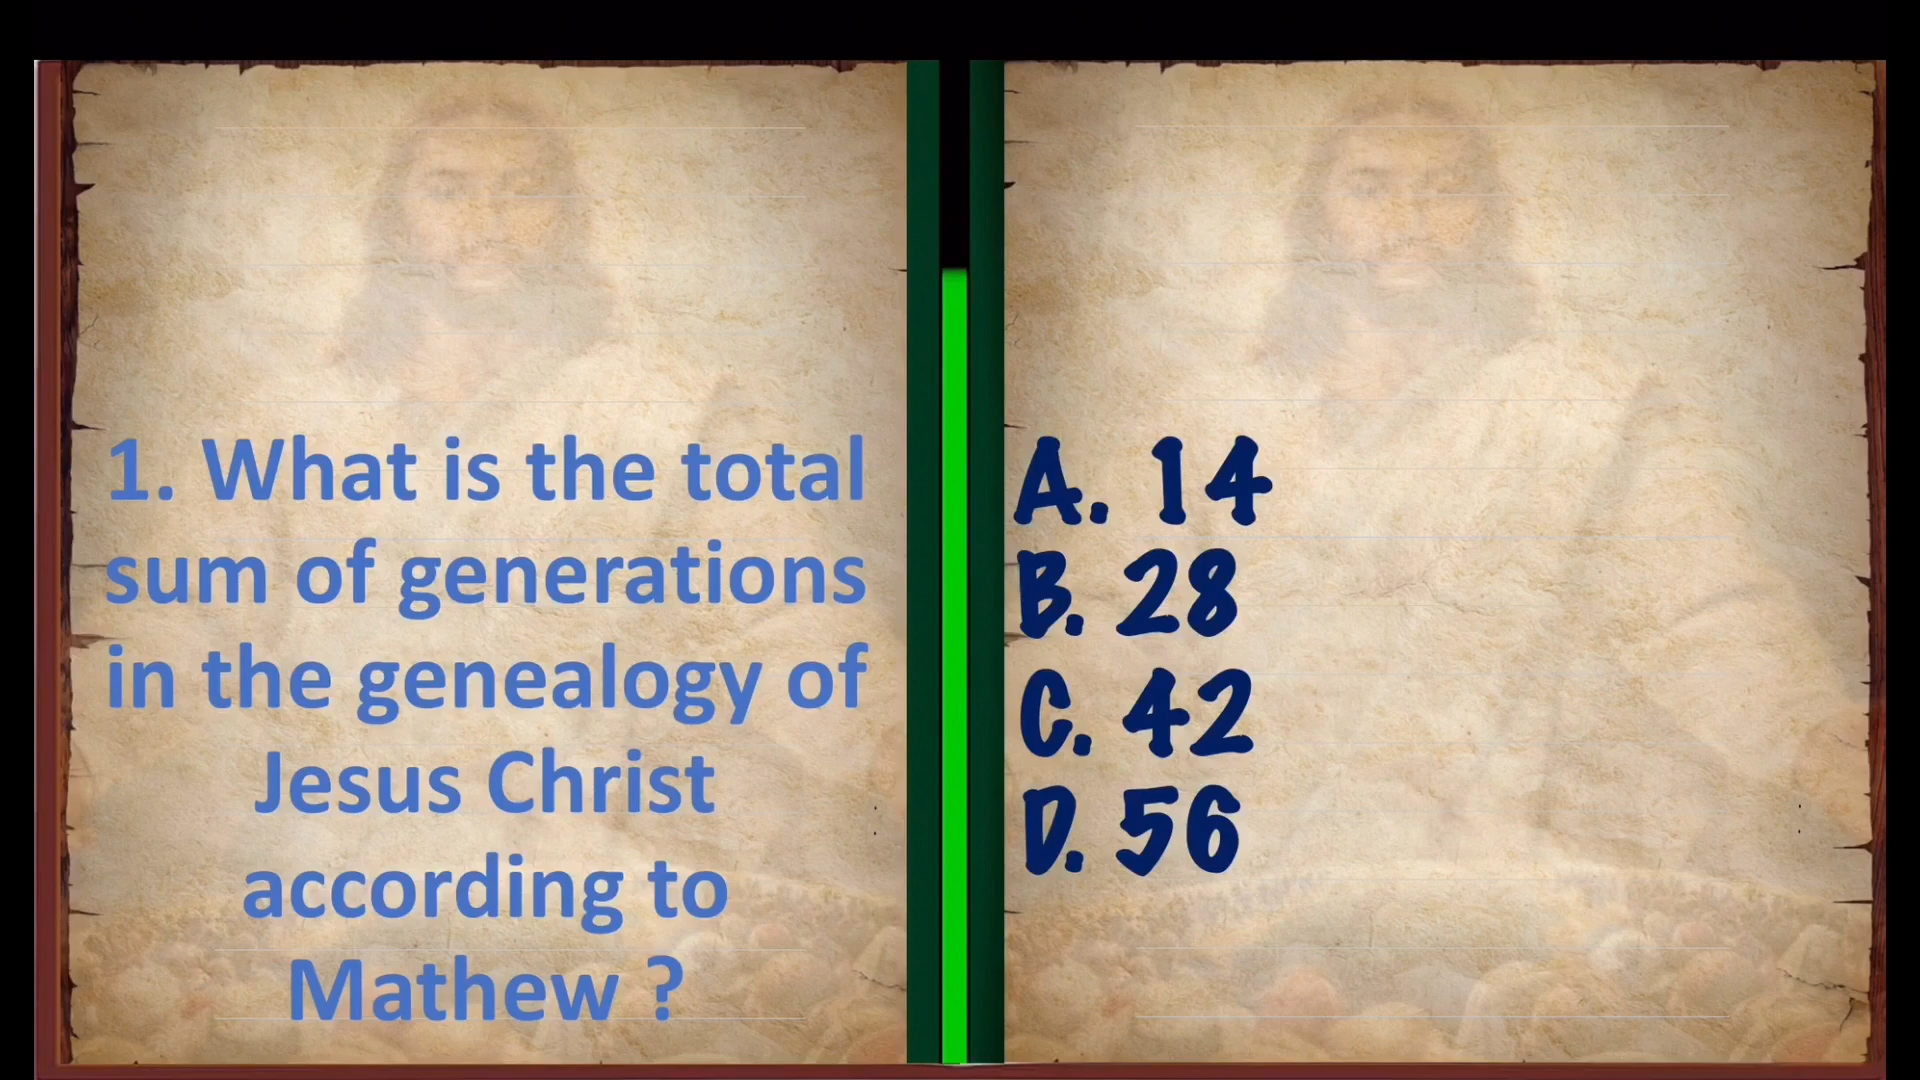 1. What is the total
sum of generations
in the genealogy of
Jesus Christ
according to
Mathew ?
A. 14
B. 28
C. 42
D. 56